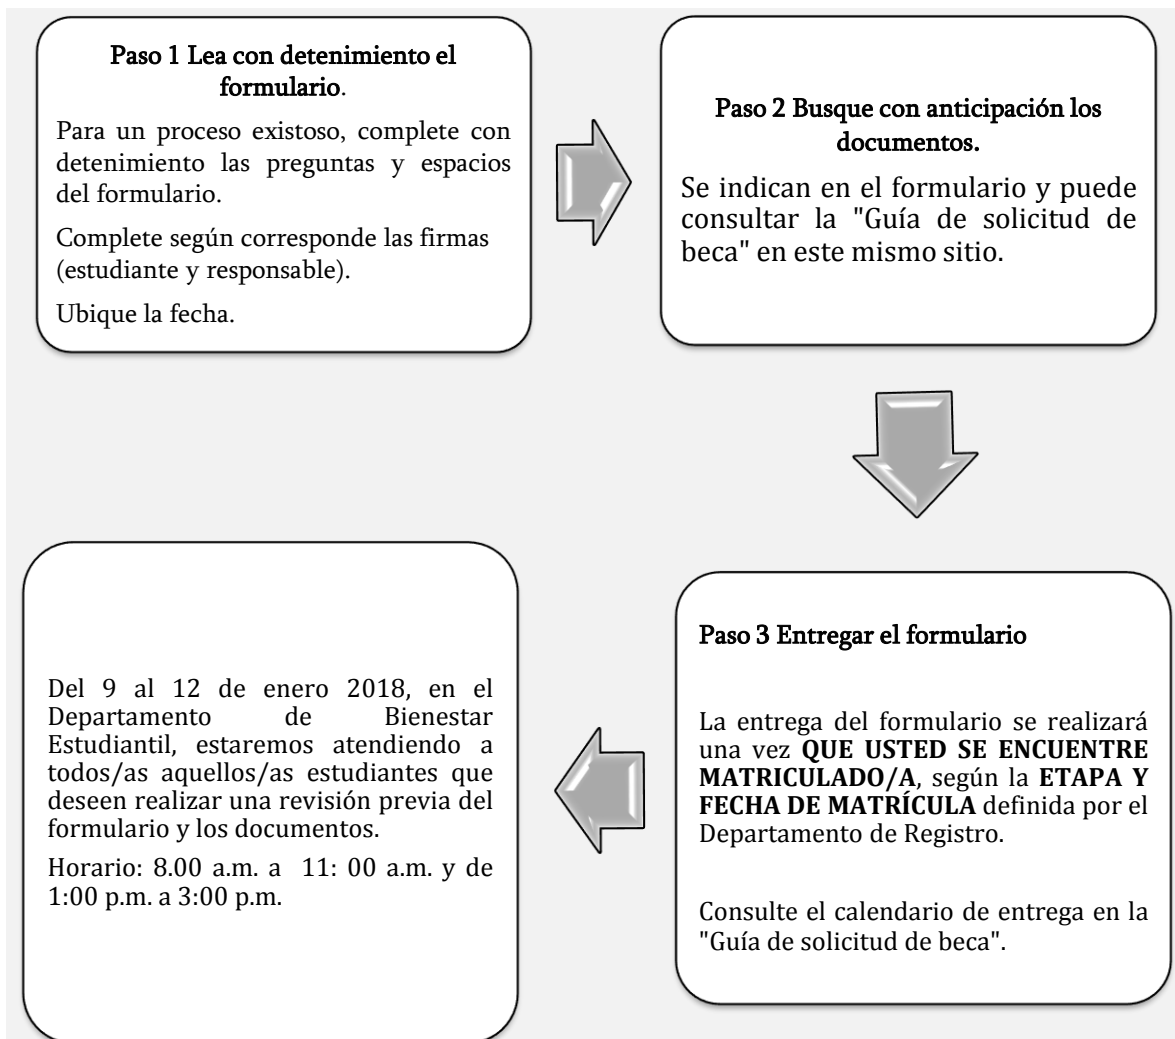 Paso 1 Lea con detenimiento el
formulario.
Para un proceso existoso, complete con
detenimiento las preguntas y espacios
del formulario.
Complete según corresponde las firmas
(estudiante y responsable).
Ubique la fecha.
Paso 2 Busque con anticipación los
documentos.
Se indican en el formulario y puede
consultar la "Guía de solicitud de
beca" en este mismo sitio.
Paso 3 Entregar el formulario
La entrega del formulario se realizará
una vez QUE USTED SE ENCUENTRE
MATRICULADO/A, según la ETAPA Y
FECHA DE MATRÍCULA definida por el
Departamento de Registro.
Consulte el calendario de entrega en la
"Guía de solicitud de beca".
Del 9 al 12 de enero 2018, en el
Departamento de Bienestar
Estudiantil, estaremos atendiendo a
todos/as aquellos/as estudiantes que
deseen realizar una revisión previa del
formulario y los documentos.
Horario: 8.00 a.m. a 11: 00 a.m. y de
1:00 p.m. a 3:00 p.m.